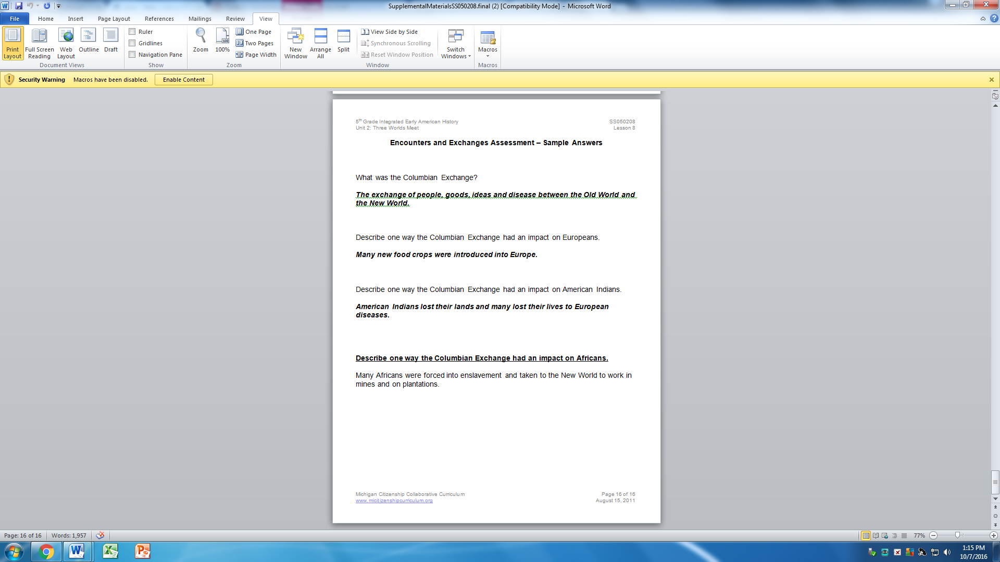 SupplementalMaterialsSS050208.final (2) [Compatibility Mode] - Microsoft Word
File Home Insert Page Layout References Mailings Review View
Print Layout
Full Screen Reading
Web Layout
Outline
Draft
Document Views
Ruler
Gridlines
Navigation Pane
Show
Zoom
100%
One Page
Two Pages
Page Width
Zoom
New Window
Arrange All
Split
View Side by Side
Synchronous Scrolling
Reset Window Position
Window
Switch Windows
Macros
Macros
Security Warning Macros have been disabled. Enable Content
5th Grade Integrated Early American History SS050208
Unit 2: Three Worlds Meet Lesson 8
Encounters and Exchanges Assessment – Sample Answers
What was the Columbian Exchange?
The exchange of people, goods, ideas and disease between the Old World and
the New World.
Describe one way the Columbian Exchange had an impact on Europeans.
Many new food crops were introduced into Europe.
Describe one way the Columbian Exchange had an impact on American Indians.
American Indians lost their lands and many lost their lives to European
diseases.
Describe one way the Columbian Exchange had an impact on Africans.
Many Africans were forced into enslavement and taken to the New World to work in
mines and on plantations.
Michigan Citizenship Collaborative Curriculum Page 16 of 16
www.micitizenshipcurriculum.org August 15, 2011
Page: 16 of 16 Words: 1,957 77%
1:15 PM
10/7/2016